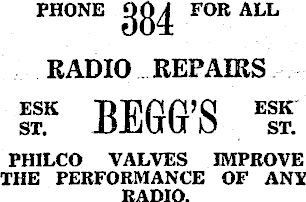 PHONE 384 FOR ALL
RADIO REPAIRS
ESK ST. BEGG'S ESK ST.
PHILCO VALVES IMPROVE
THE PERFORMANCE OF ANY
RADIO.